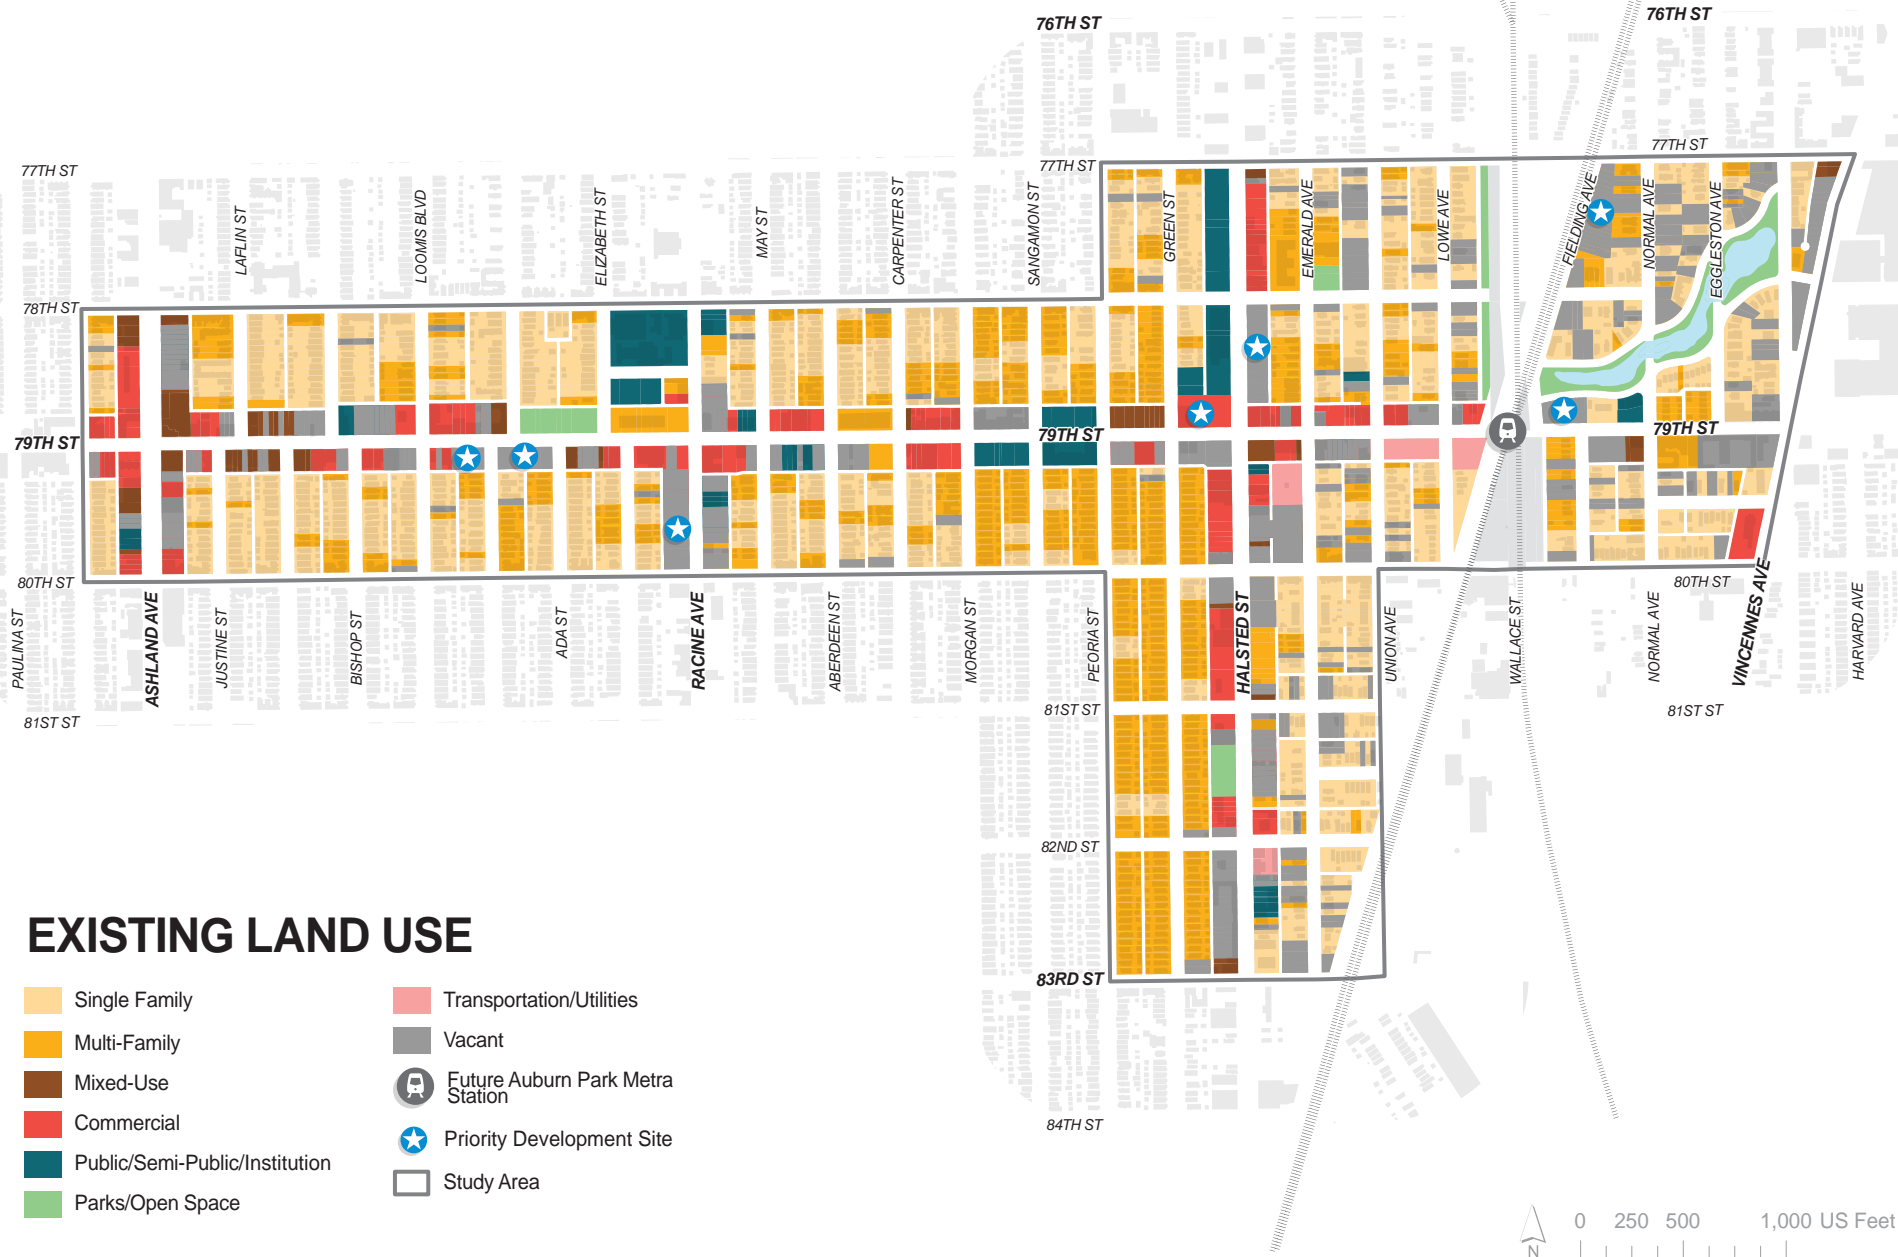 76TH ST
76TH ST
77TH ST
77TH ST
77TH ST
LAFLIN ST
LOOMIS BLVD
ELIZABETH ST
MAY ST
CARPENTER ST
SANGAMON ST
GREEN ST
EMERALD AVE
LOWE AVE
FIELDING AVE
NORMAL AVE
EGGLESTON AVE
78TH ST
79TH ST
79TH ST
79TH ST
80TH ST
80TH ST
PAULINA ST
ASHLAND AVE
JUSTINE ST
BISHOP ST
ADA ST
RACINE AVE
ABERDEEN ST
MORGAN ST
PEORIA ST
HALSTED ST
UNION AVE
WALLACE ST
NORMAL AVE
VINCENNES AVE
HARVARD AVE
81ST ST
81ST ST
81ST ST
82ND ST
83RD ST
84TH ST
EXISTING LAND USE
Single Family
Multi-Family
Mixed-Use
Commercial
Public/Semi-Public/Institution
Parks/Open Space
Transportation/Utilities
Vacant
Future Auburn Park Metra
Station
Priority Development Site
Study Area
N
0 250 500 1,000 US Feet